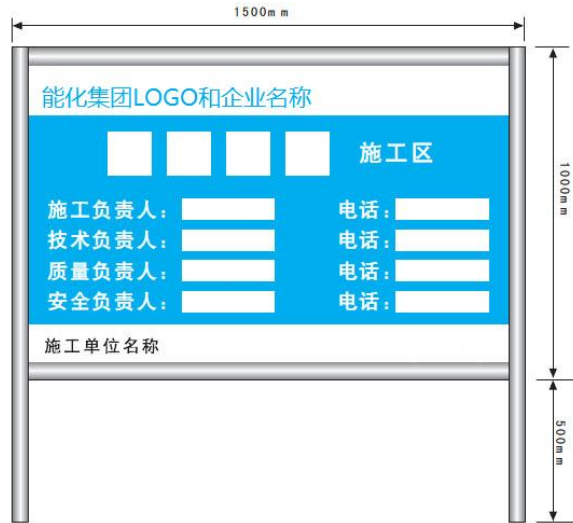 1500mm
能化集团LOGO和企业名称
施工区
施工负责人： 电话：
技术负责人： 电话：
质量负责人： 电话：
安全负责人： 电话：
施工单位名称
1000mm
500mm